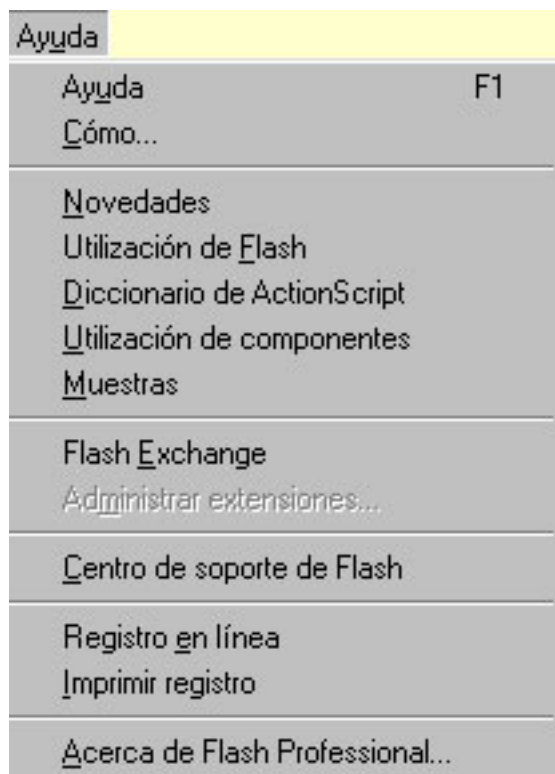 Ayuda
Ayuda F1
Cómo...
Novedades
Utilización de Flash
Diccionario de ActionScript
Utilización de componentes
Muestras
Flash Exchange
Administrar extensiones...
Centro de soporte de Flash
Registro en línea
Imprimir registro
Acerca de Flash Professional...